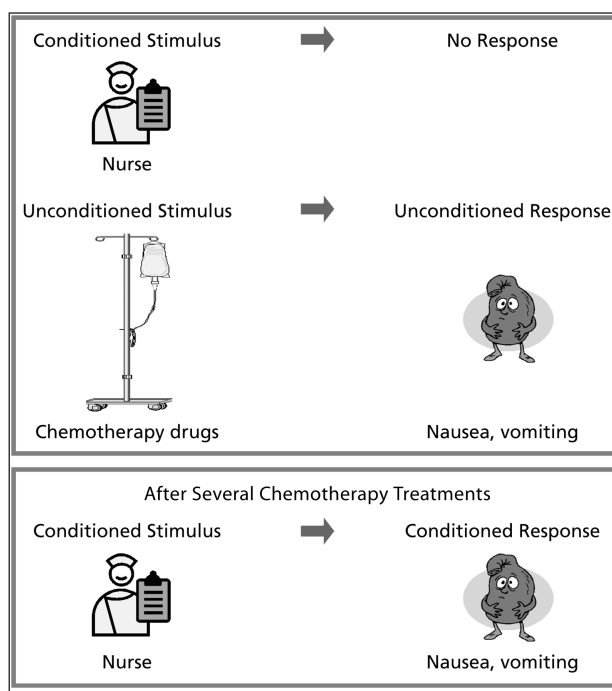 Conditioned Stimulus
No Response
Nurse
Unconditioned Stimulus
Unconditioned Response
Chemotherapy drugs
Nausea, vomiting
After Several Chemotherapy Treatments
Conditioned Stimulus
Conditioned Response
Nurse
Nausea, vomiting